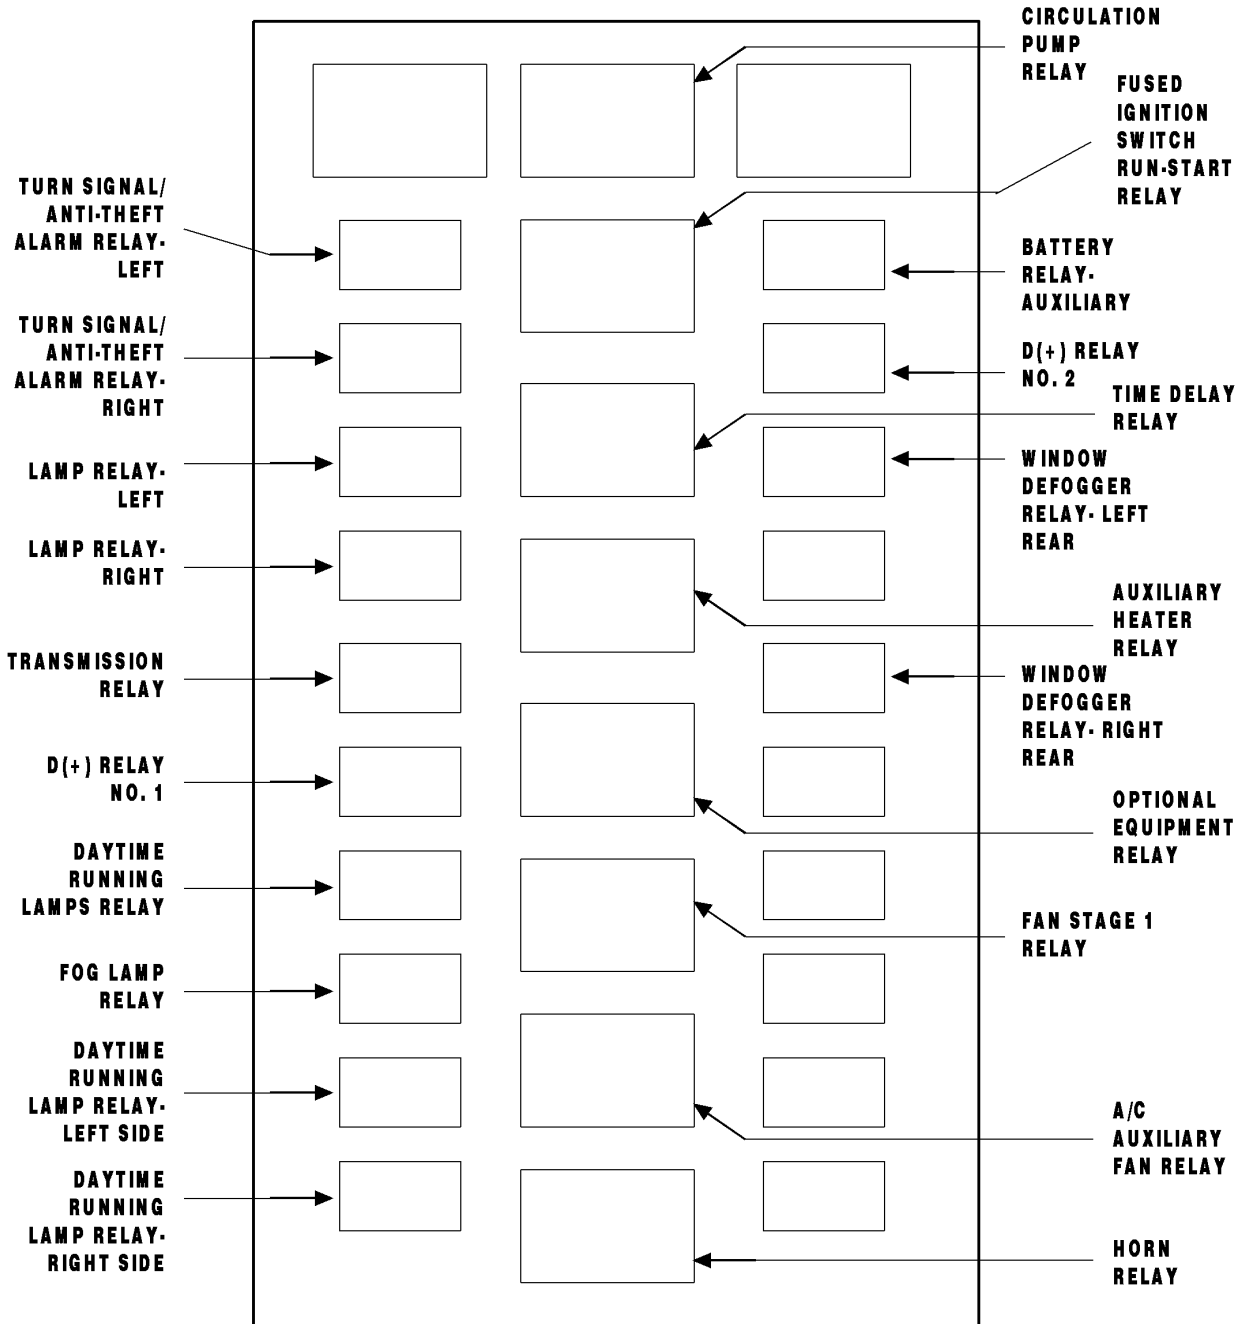 CIRCULATION
PUMP
RELAY
FUSED
IGNITION
SWITCH
RUN-START
RELAY
TURN SIGNAL/
ANTI-THEFT
ALARM RELAY-
LEFT
BATTERY
RELAY-
AUXILIARY
TURN SIGNAL/
ANTI-THEFT
ALARM RELAY-
RIGHT
D(+) RELAY
NO. 2
TIME DELAY
RELAY
LAMP RELAY-
LEFT
WINDOW
DEFOGGER
RELAY- LEFT
REAR
LAMP RELAY-
RIGHT
AUXILIARY
HEATER
RELAY
TRANSMISSION
RELAY
WINDOW
DEFOGGER
RELAY- RIGHT
REAR
D(+) RELAY
NO. 1
OPTIONAL
EQUIPMENT
RELAY
DAYTIME
RUNNING
LAMPS RELAY
FAN STAGE 1
RELAY
FOG LAMP
RELAY
DAYTIME
RUNNING
LAMP RELAY-
LEFT SIDE
A/C
AUXILIARY
FAN RELAY
DAYTIME
RUNNING
LAMP RELAY-
RIGHT SIDE
HORN
RELAY